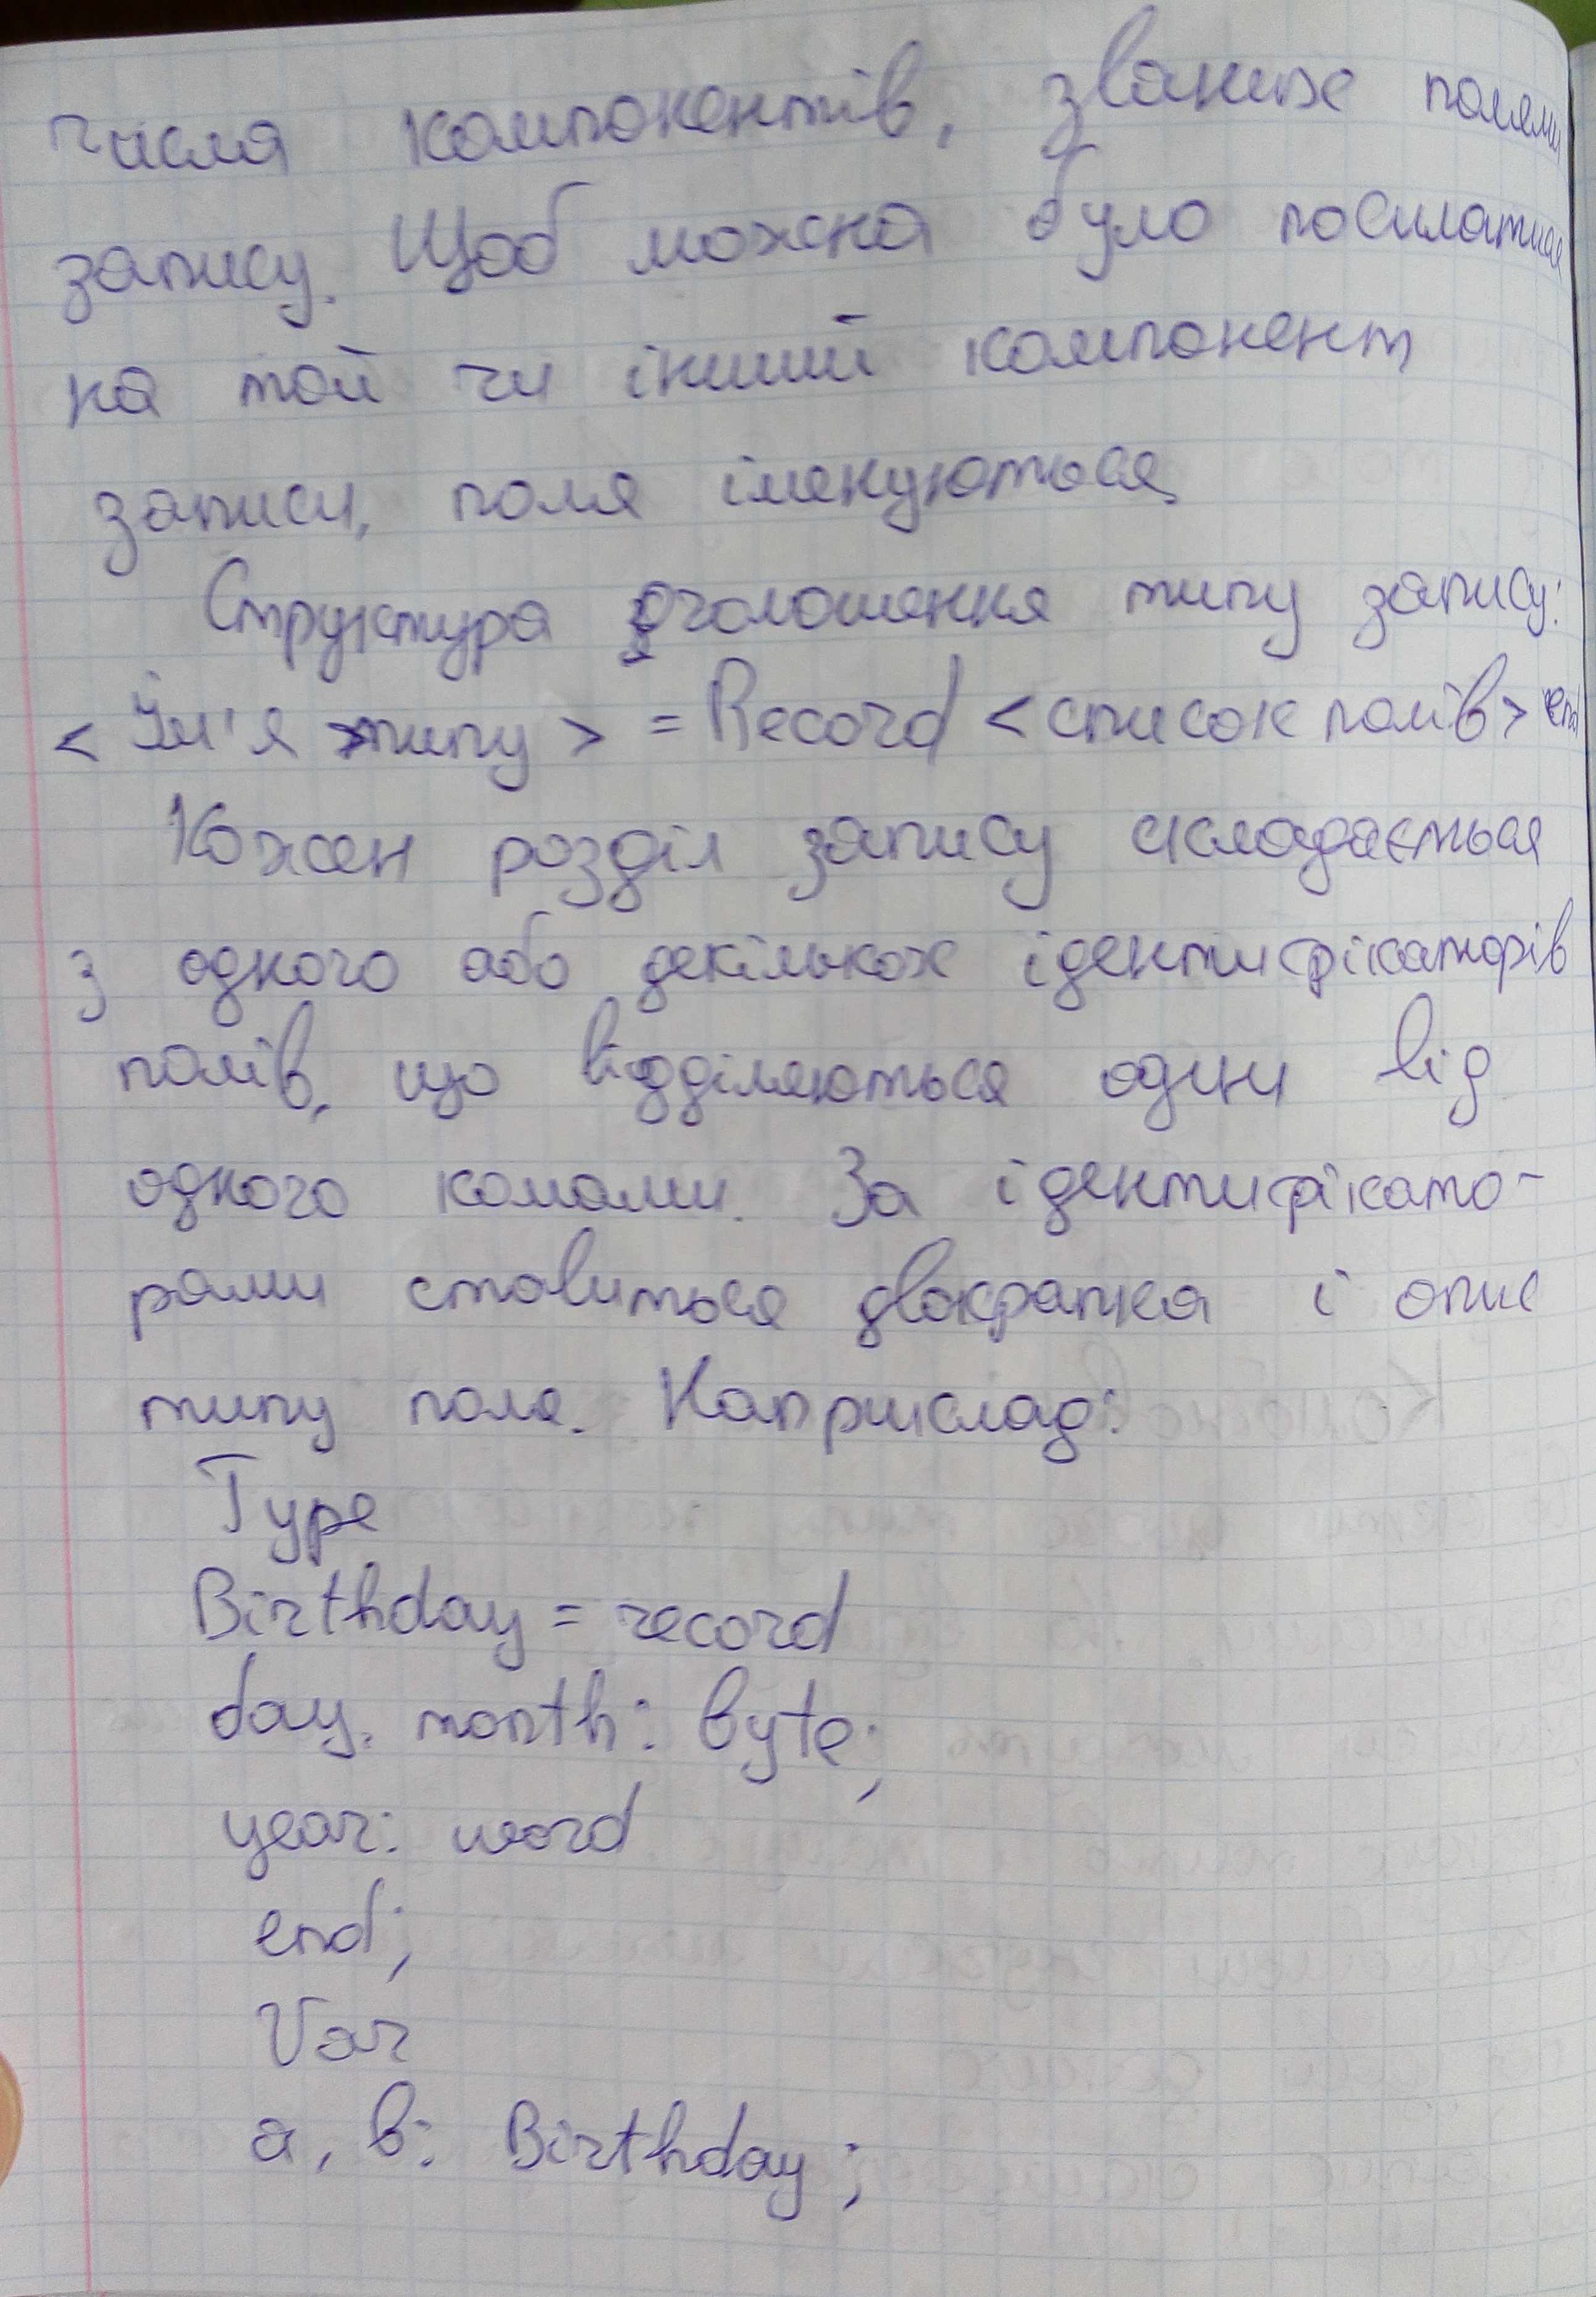 числа компонентів, званих полями
запису. Щоб можна було посилатися
на той чи інший компонент
записи, поля іменуються.
Структура оголошення типу запису:
< Їм'я типу > = Record <список полів> end
Кожен розділ запису складається
з одного або декількох ідентифікаторів
полів, що відділяються один від
одного комами. За ідентифікато-
рами ставиться двокрапка і опис
типу поля. Наприклад:
Type
Birthday = record
day, month: byte;
year: word
end;
Var
a, b: Birthday;